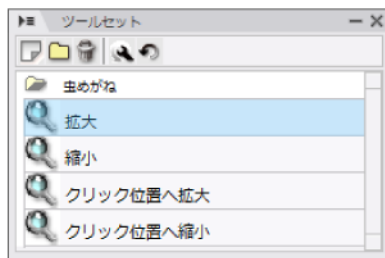 ツールセット
虫めがね
拡大
縮小
クリック位置へ拡大
クリック位置へ縮小